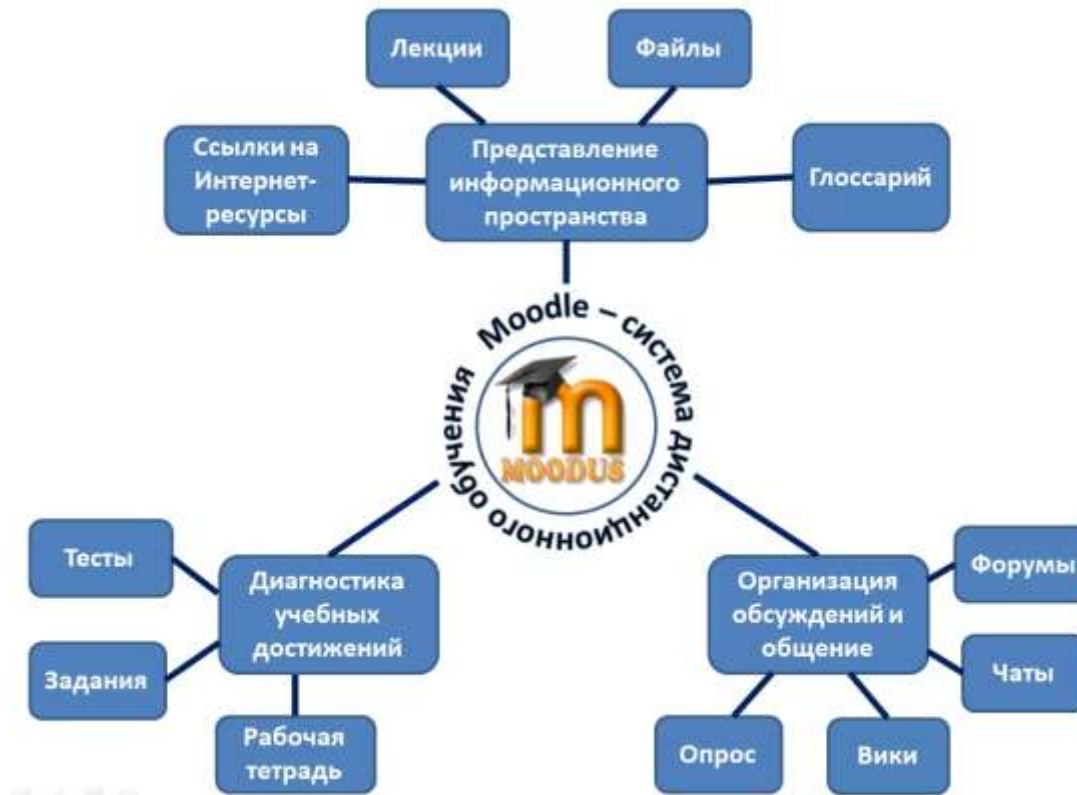 Лекции
Файлы
Ссылки на
Интернет-
ресурсы
Представление
информационного
пространства
Глоссарий
Moodle – система дистанционного обучения
m
MOODUS
Тесты
Диагностика
учебных
достижений
Задания
Рабочая
тетрадь
Организация
обсуждений и
общение
Форумы
Чаты
Опрос
Вики